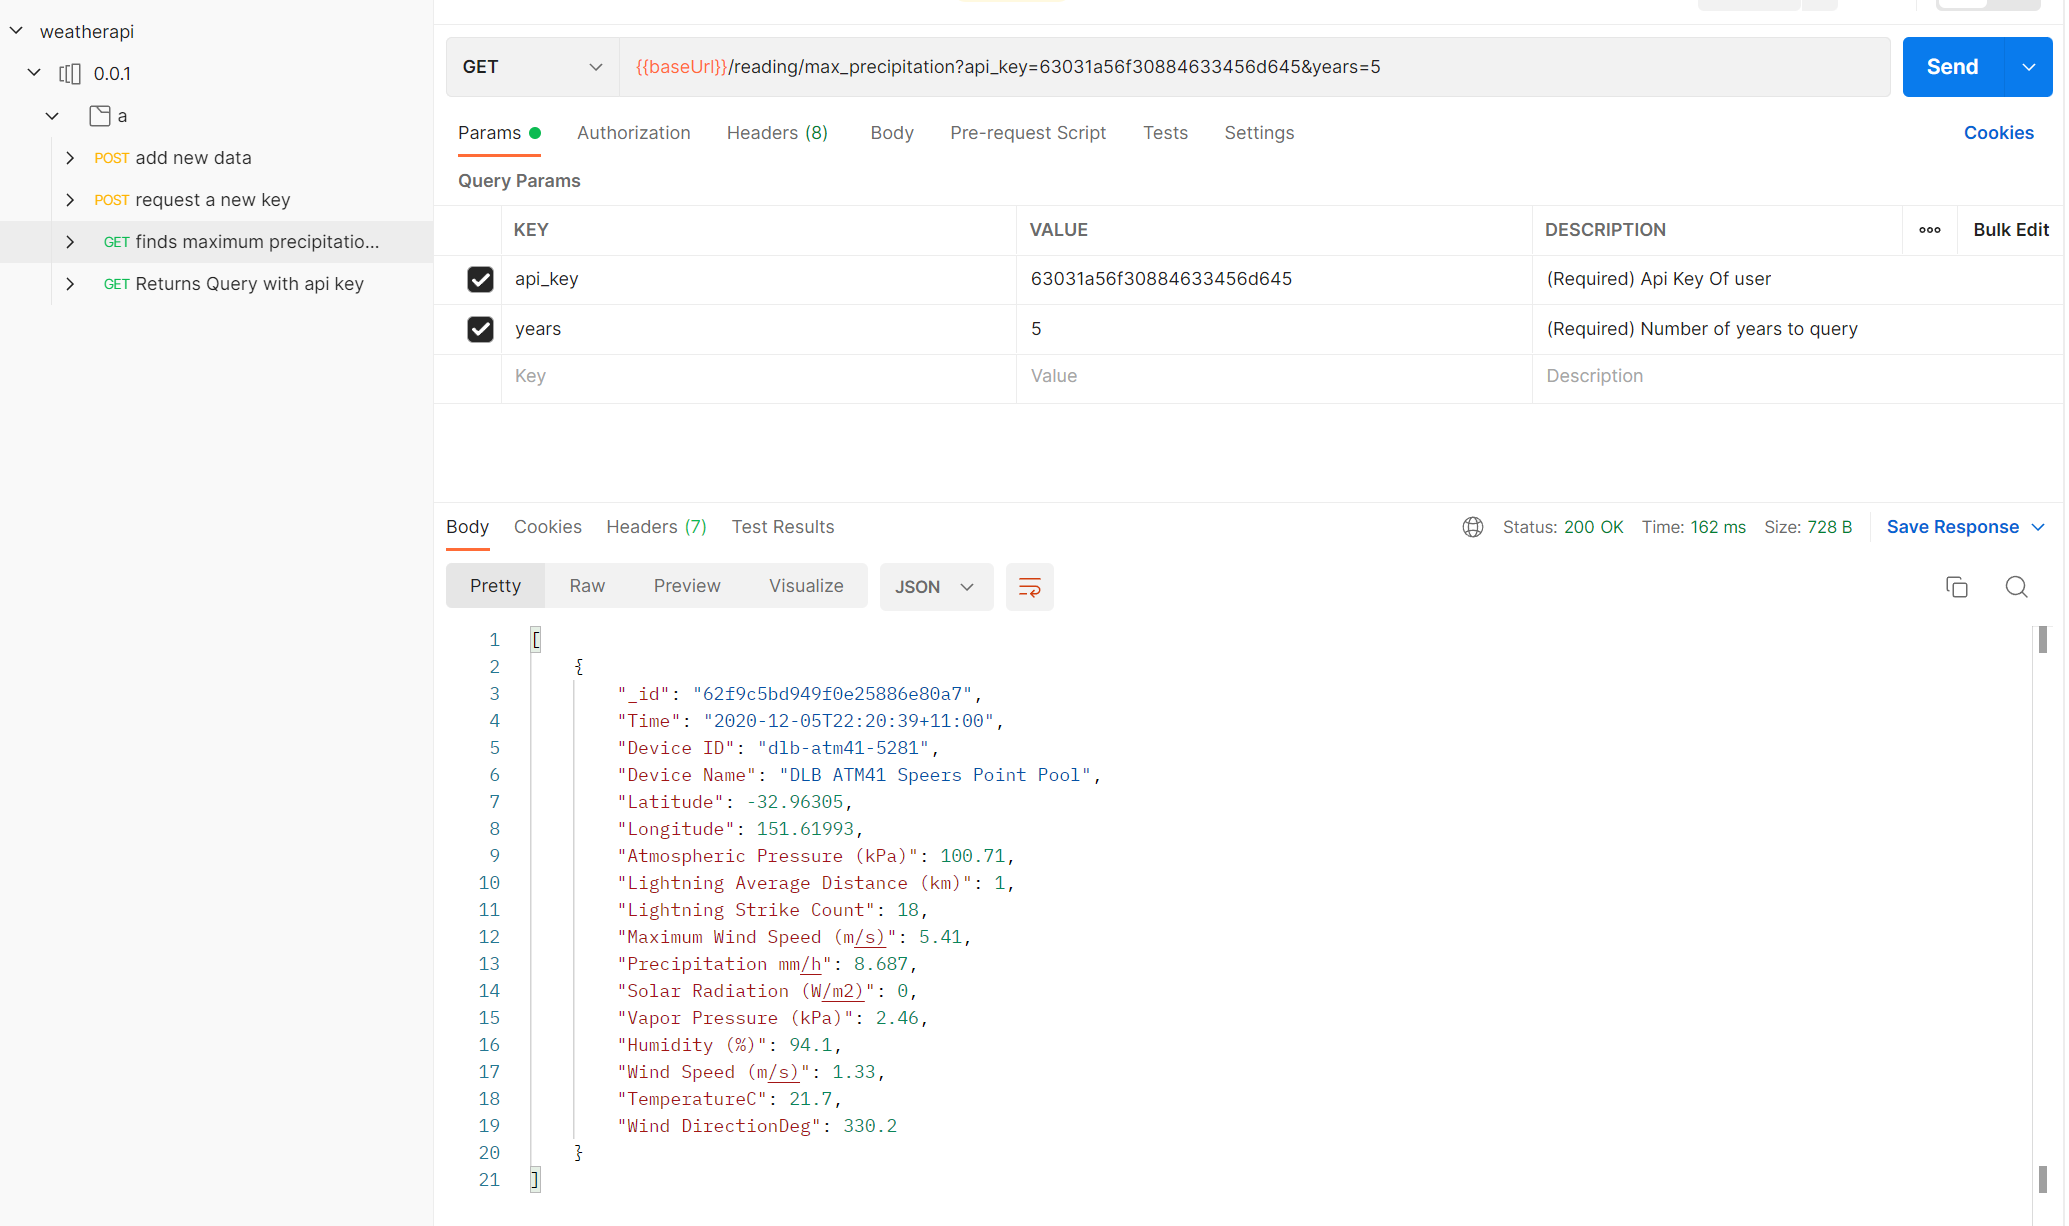 weatherapi
0.0.1
a
POST add new data
POST request a new key
GET finds maximum precipitatio...
GET Returns Query with api key
GET {{baseUrl}}/reading/max_precipitation?api_key=63031a56f30884633456d645&years=5 Send
Params Authorization Headers (8) Body Pre-request Script Tests Settings Cookies
Query Params
KEY VALUE DESCRIPTION Bulk Edit
api_key 63031a56f30884633456d645 (Required) Api Key Of user
years 5 (Required) Number of years to query
Key Value Description
Body Cookies Headers (7) Test Results Status: 200 OK Time: 162 ms Size: 728 B Save Response
Pretty Raw Preview Visualize JSON
1 [
2 {
3 "_id": "62f9c5bd949f0e25886e80a7",
4 "Time": "2020-12-05T22:20:39+11:00",
5 "Device ID": "dlb-atm41-5281",
6 "Device Name": "DLB ATM41 Speers Point Pool",
7 "Latitude": -32.96305,
8 "Longitude": 151.61993,
9 "Atmospheric Pressure (kPa)": 100.71,
10 "Lightning Average Distance (km)": 1,
11 "Lightning Strike Count": 18,
12 "Maximum Wind Speed (m/s)": 5.41,
13 "Precipitation mm/h": 8.687,
14 "Solar Radiation (W/m2)": 0,
15 "Vapor Pressure (kPa)": 2.46,
16 "Humidity (%)": 94.1,
17 "Wind Speed (m/s)": 1.33,
18 "TemperatureC": 21.7,
19 "Wind DirectionDeg": 330.2
20 }
21 ]